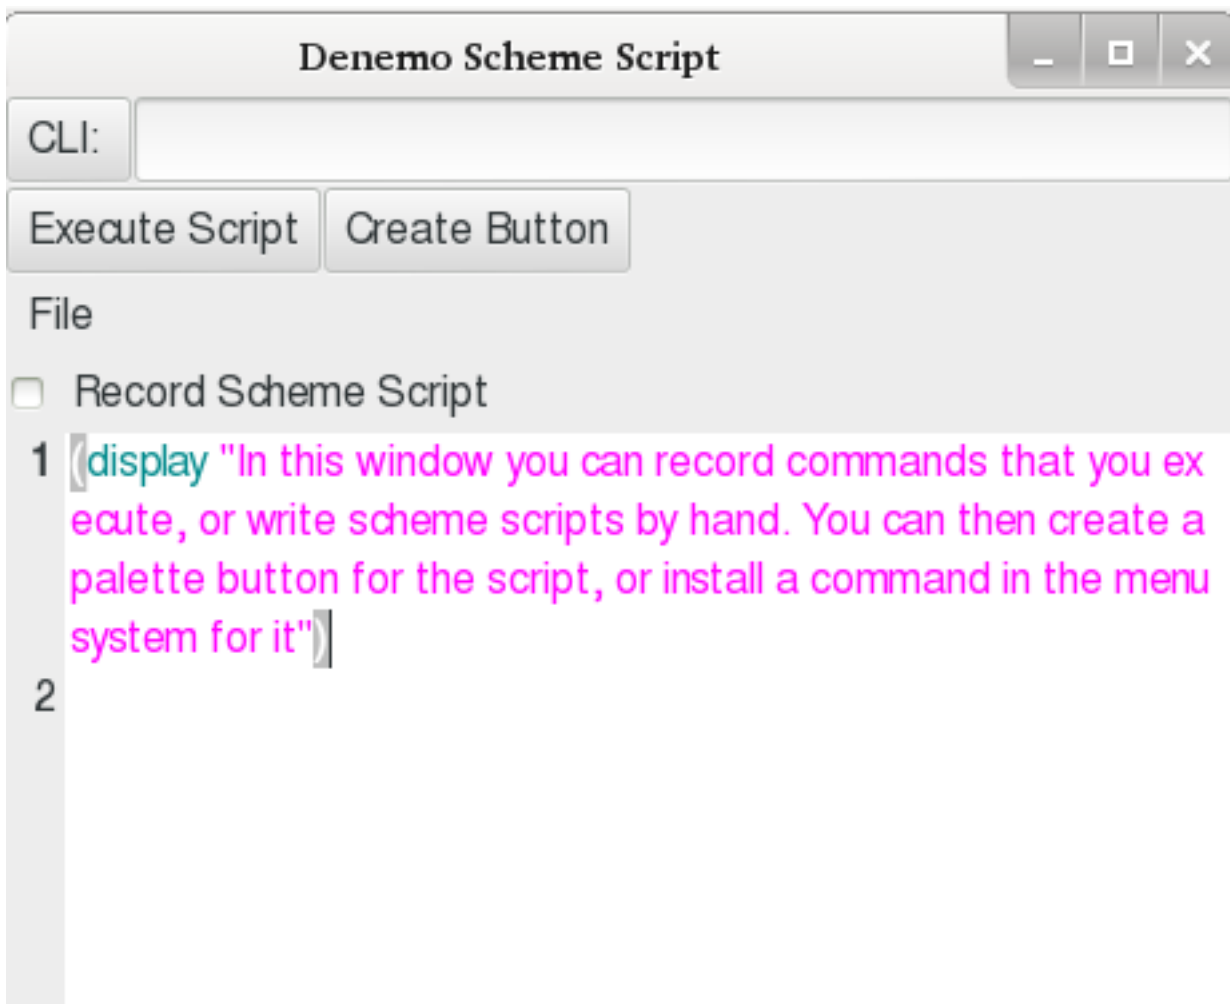 Denemo Scheme Script
CLI:
Execute Script Create Button
File
Record Scheme Script
1 (display "In this window you can record commands that you ex
ecute, or write scheme scripts by hand. You can then create a
palette button for the script, or install a command in the menu
system for it")
2